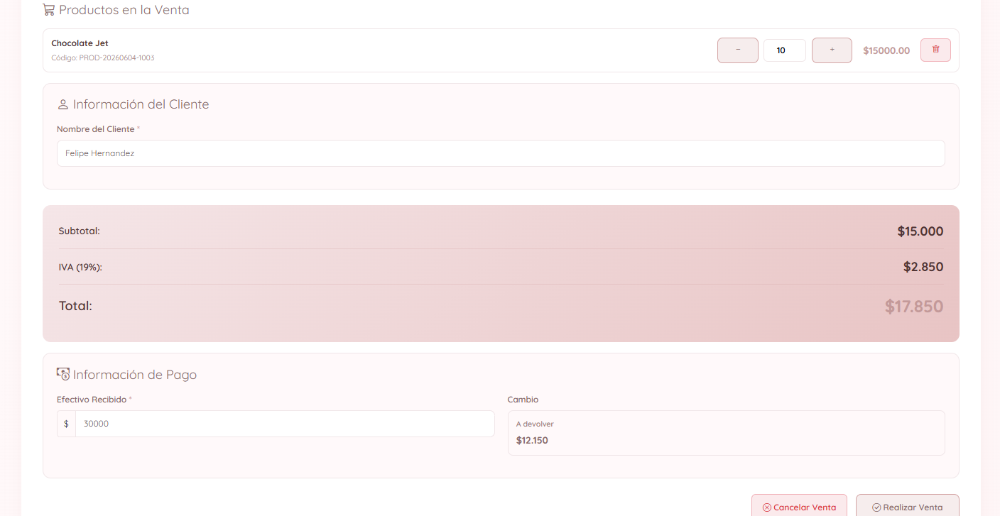 Productos en la Venta
Chocolate Jet
Código: PROD-20260604-1003
− 10 + $15000.00
Información del Cliente
Nombre del Cliente *
Felipe Hernandez
Subtotal: $15.000
IVA (19%): $2.850
Total: $17.850
Información de Pago
Efectivo Recibido * Cambio
$ 30000
A devolver
$12.150
Cancelar Venta Realizar Venta